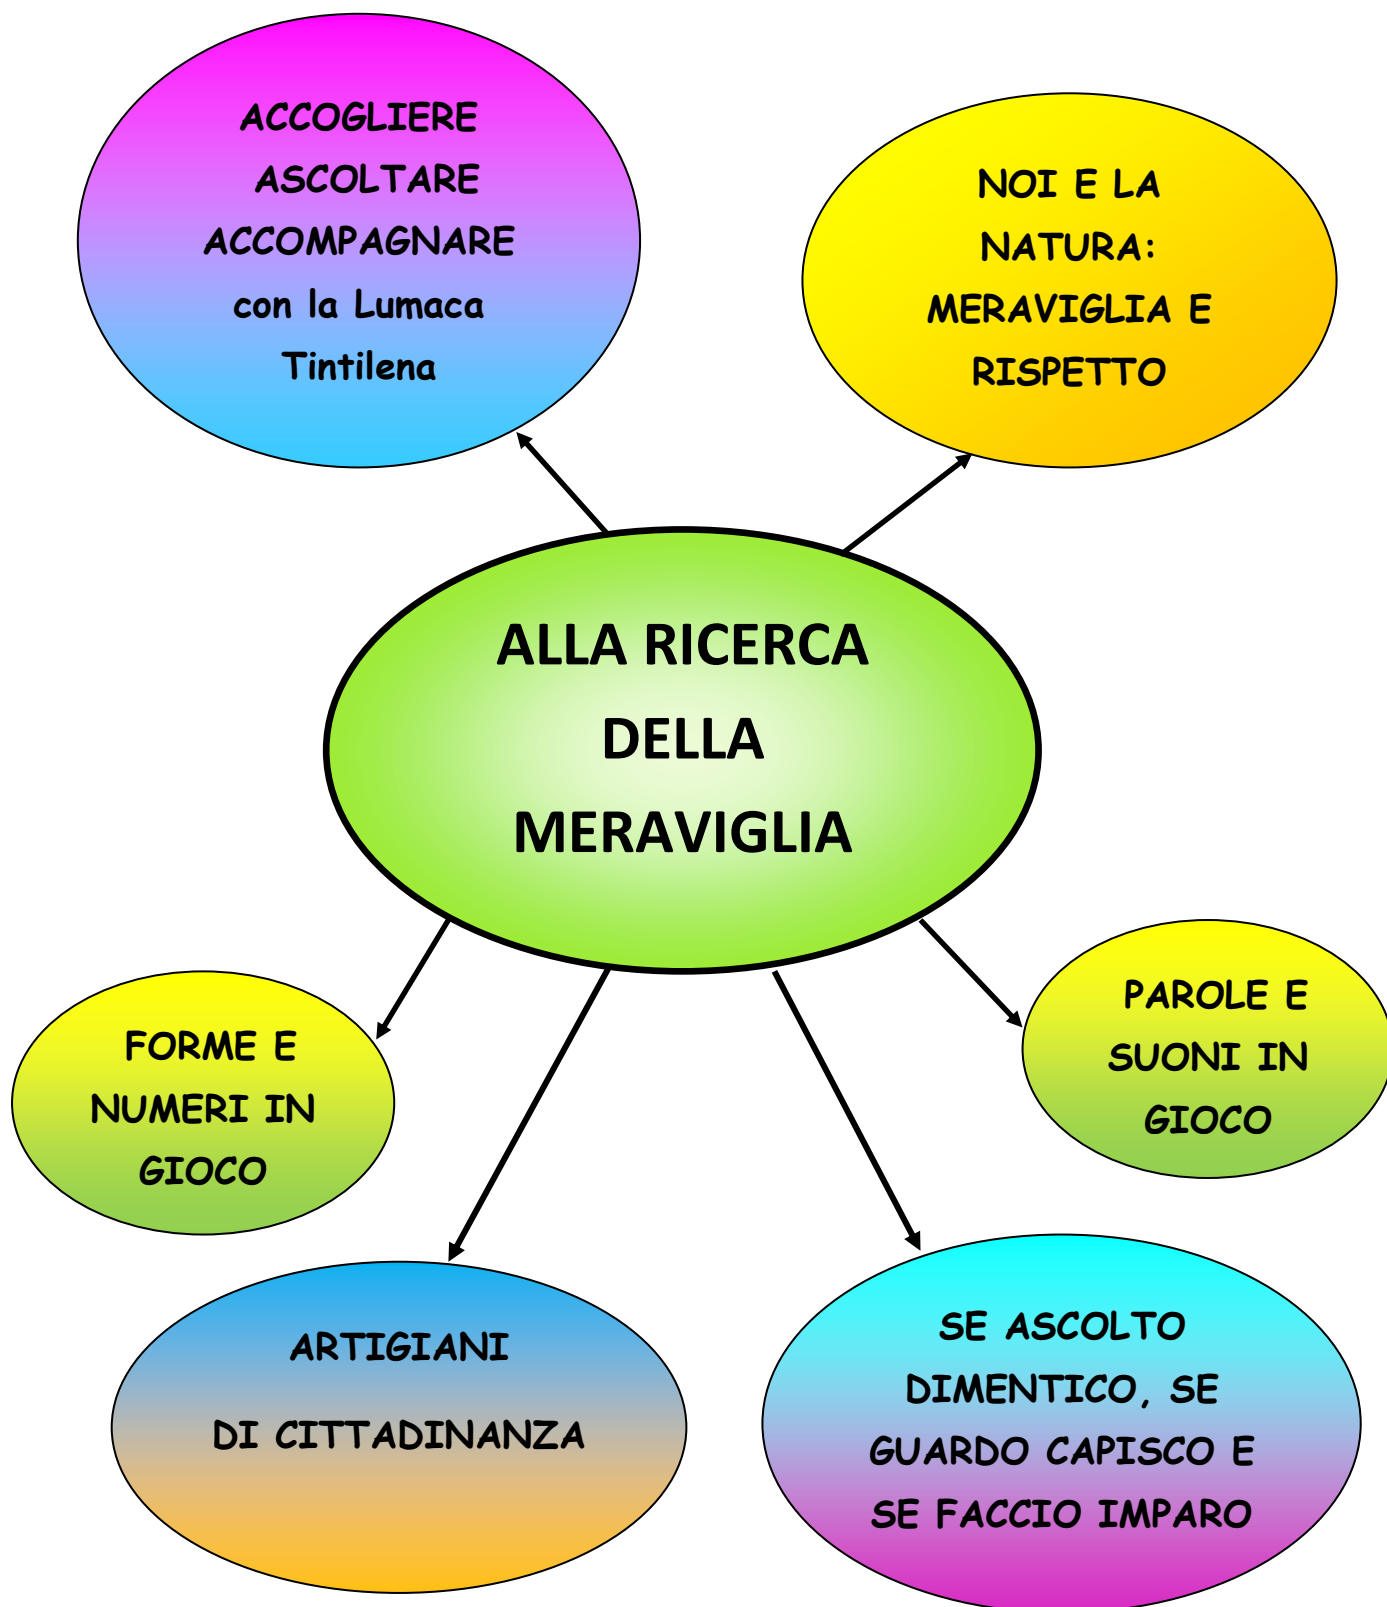 ACCOGLIERE
ASCOLTARE
ACCOMPAGNARE
con la Lumaca
Tintilena
NOI E LA
NATURA:
MERAVIGLIA E
RISPETTO
ALLA RICERCA
DELLA
MERAVIGLIA
FORME E
NUMERI IN
GIOCO
PAROLE E
SUONI IN
GIOCO
ARTIGIANI
DI CITTADINANZA
SE ASCOLTO
DIMENTICO, SE
GUARDO CAPISCO E
SE FACCIO IMPARO